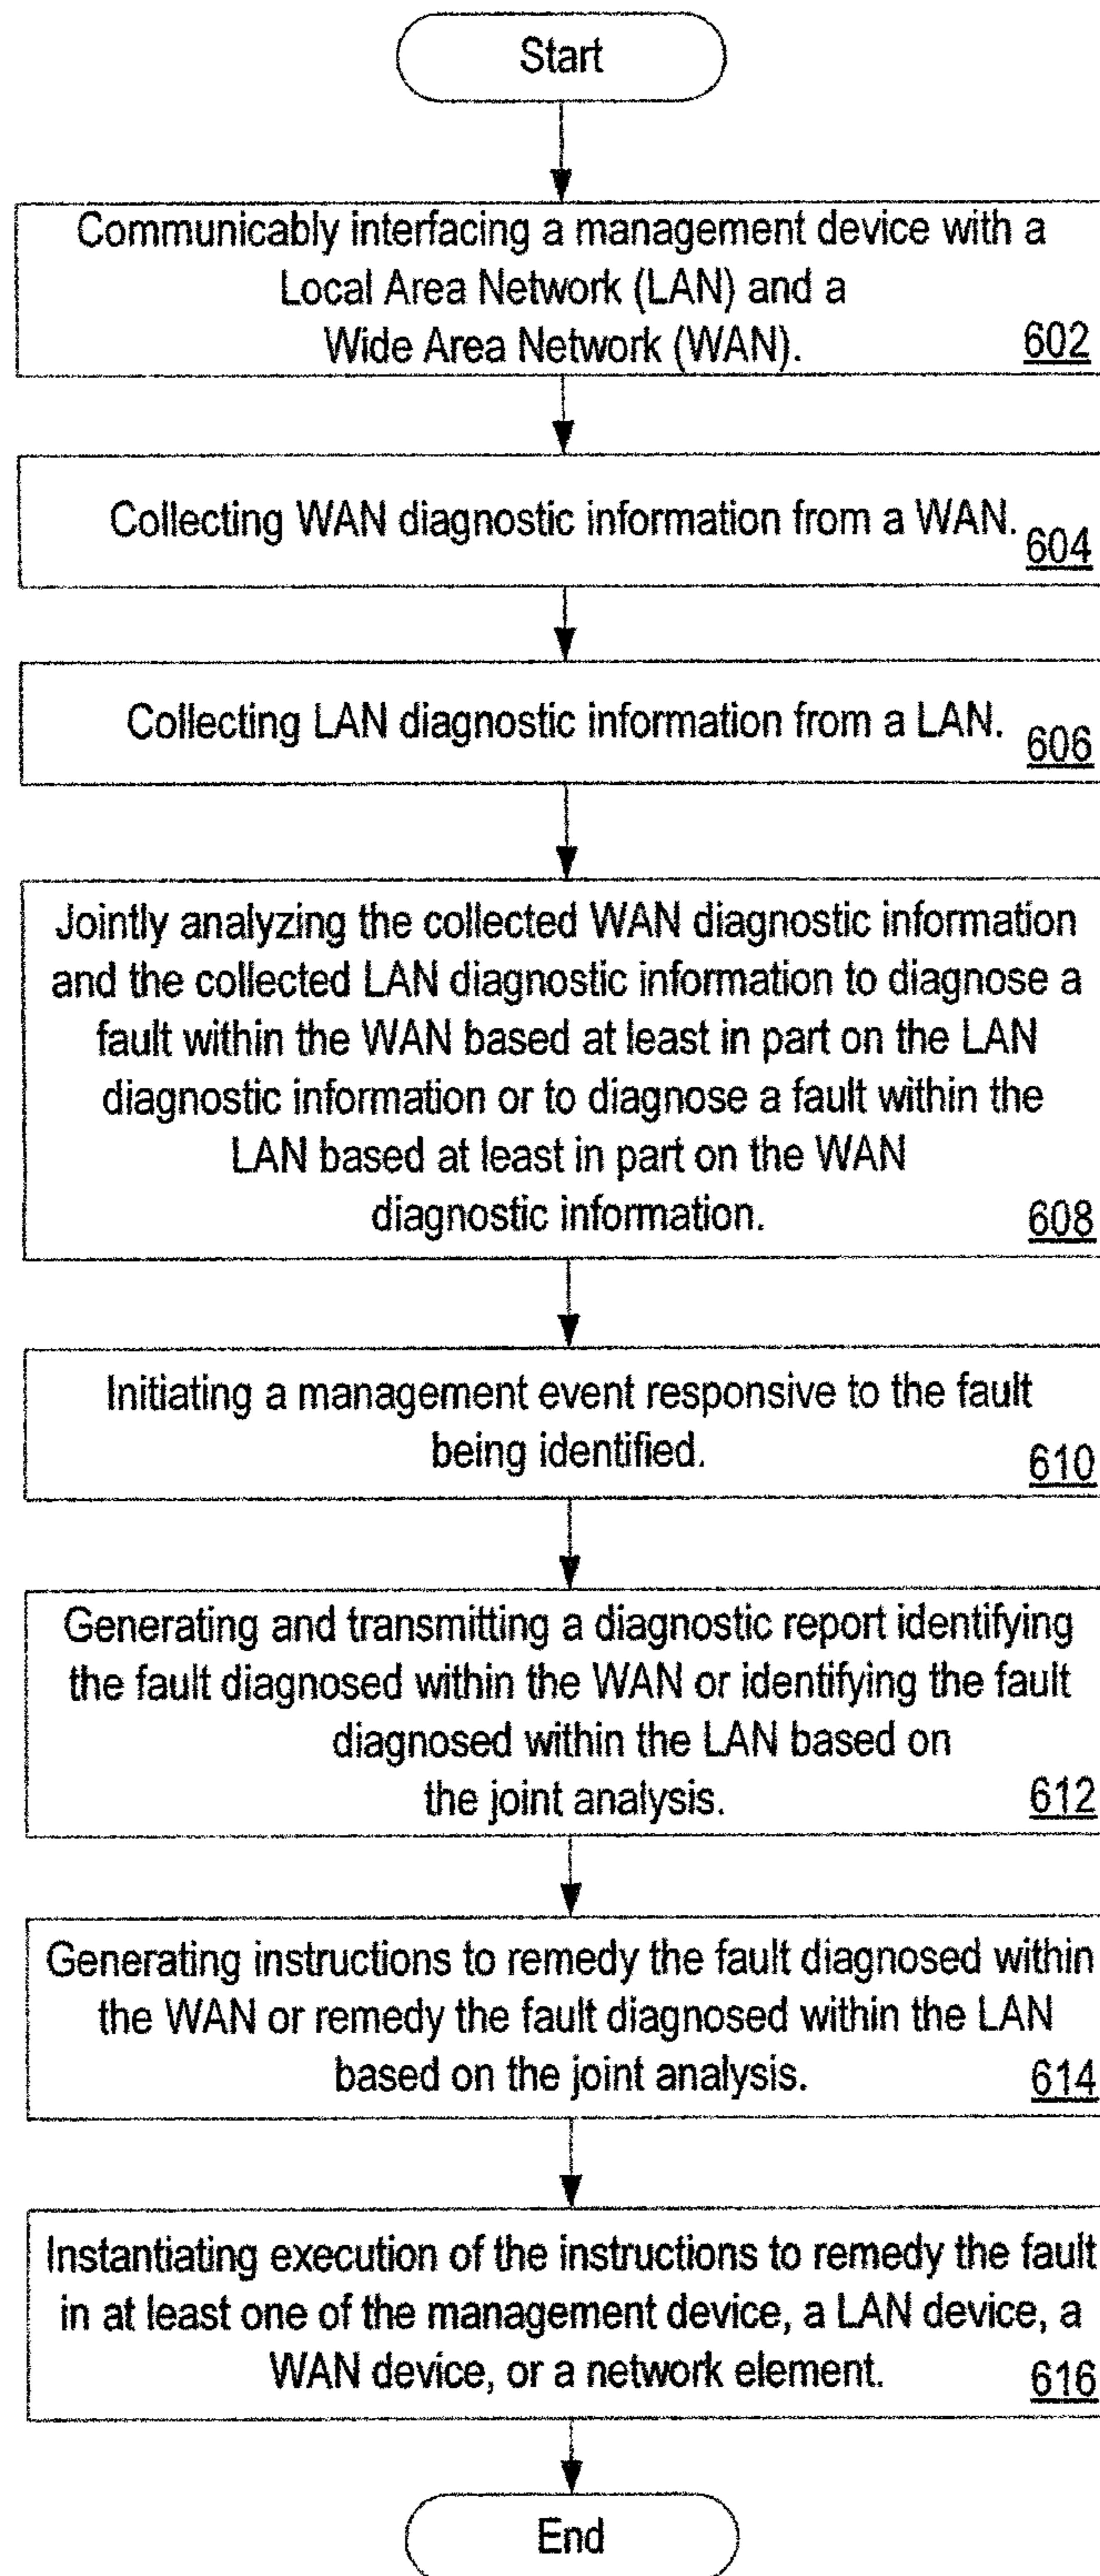 Start
Communicably interfacing a management device with a
Local Area Network (LAN) and a
Wide Area Network (WAN).
602
Collecting WAN diagnostic information from a WAN.
604
Collecting LAN diagnostic information from a LAN.
606
Jointly analyzing the collected WAN diagnostic information
and the collected LAN diagnostic information to diagnose a
fault within the WAN based at least in part on the LAN
diagnostic information or to diagnose a fault within the
LAN based at least in part on the WAN
diagnostic information.
608
Initiating a management event responsive to the fault
being identified.
610
Generating and transmitting a diagnostic report identifying
the fault diagnosed within the WAN or identifying the fault
diagnosed within the LAN based on
the joint analysis.
612
Generating instructions to remedy the fault diagnosed within
the WAN or remedy the fault diagnosed within the LAN
based on the joint analysis.
614
Instantiating execution of the instructions to remedy the fault
in at least one of the management device, a LAN device, a
WAN device, or a network element.
616
End